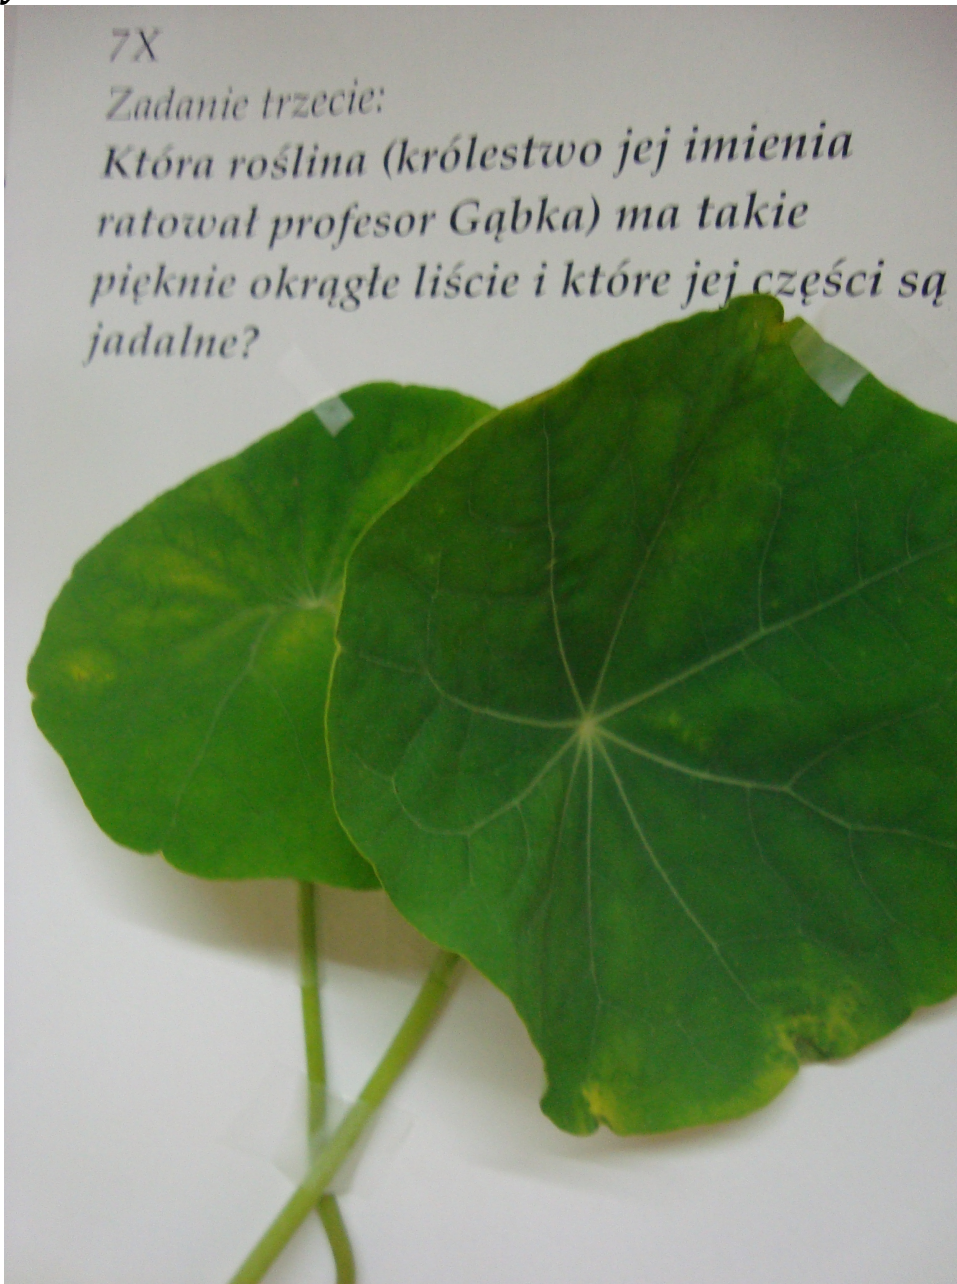 7X
Zadanie trzecie:
Która roślina (królestwo jej imienia
ratował profesor Gąbka) ma takie
pięknie okrągłe liście i które jej części są
jadalne?